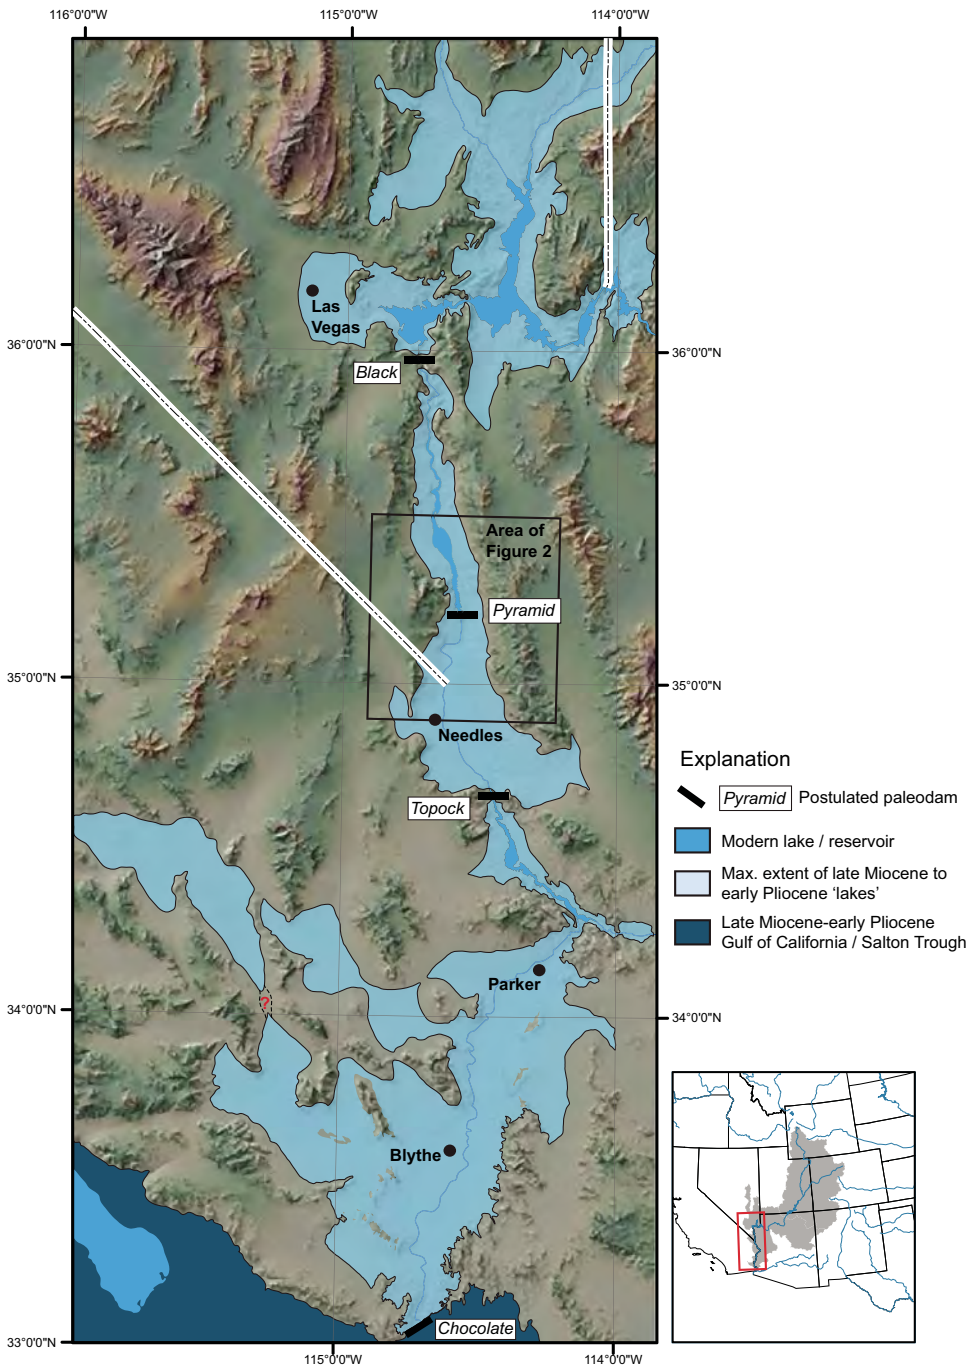 116°0'0"W
115°0'0"W
114°0'0"W
Las
Vegas
36°0'0"N
36°0'0"N
Black
Area of
Figure 2
Pyramid
35°0'0"N
35°0'0"N
Needles
Topock
Explanation
Pyramid Postulated paleodam
Modern lake / reservoir
Max. extent of late Miocene to
early Pliocene ‘lakes’
Late Miocene-early Pliocene
Gulf of California / Salton Trough
Parker
?
34°0'0"N
34°0'0"N
Blythe
Chocolate
33°0'0"N
115°0'0"W
114°0'0"W